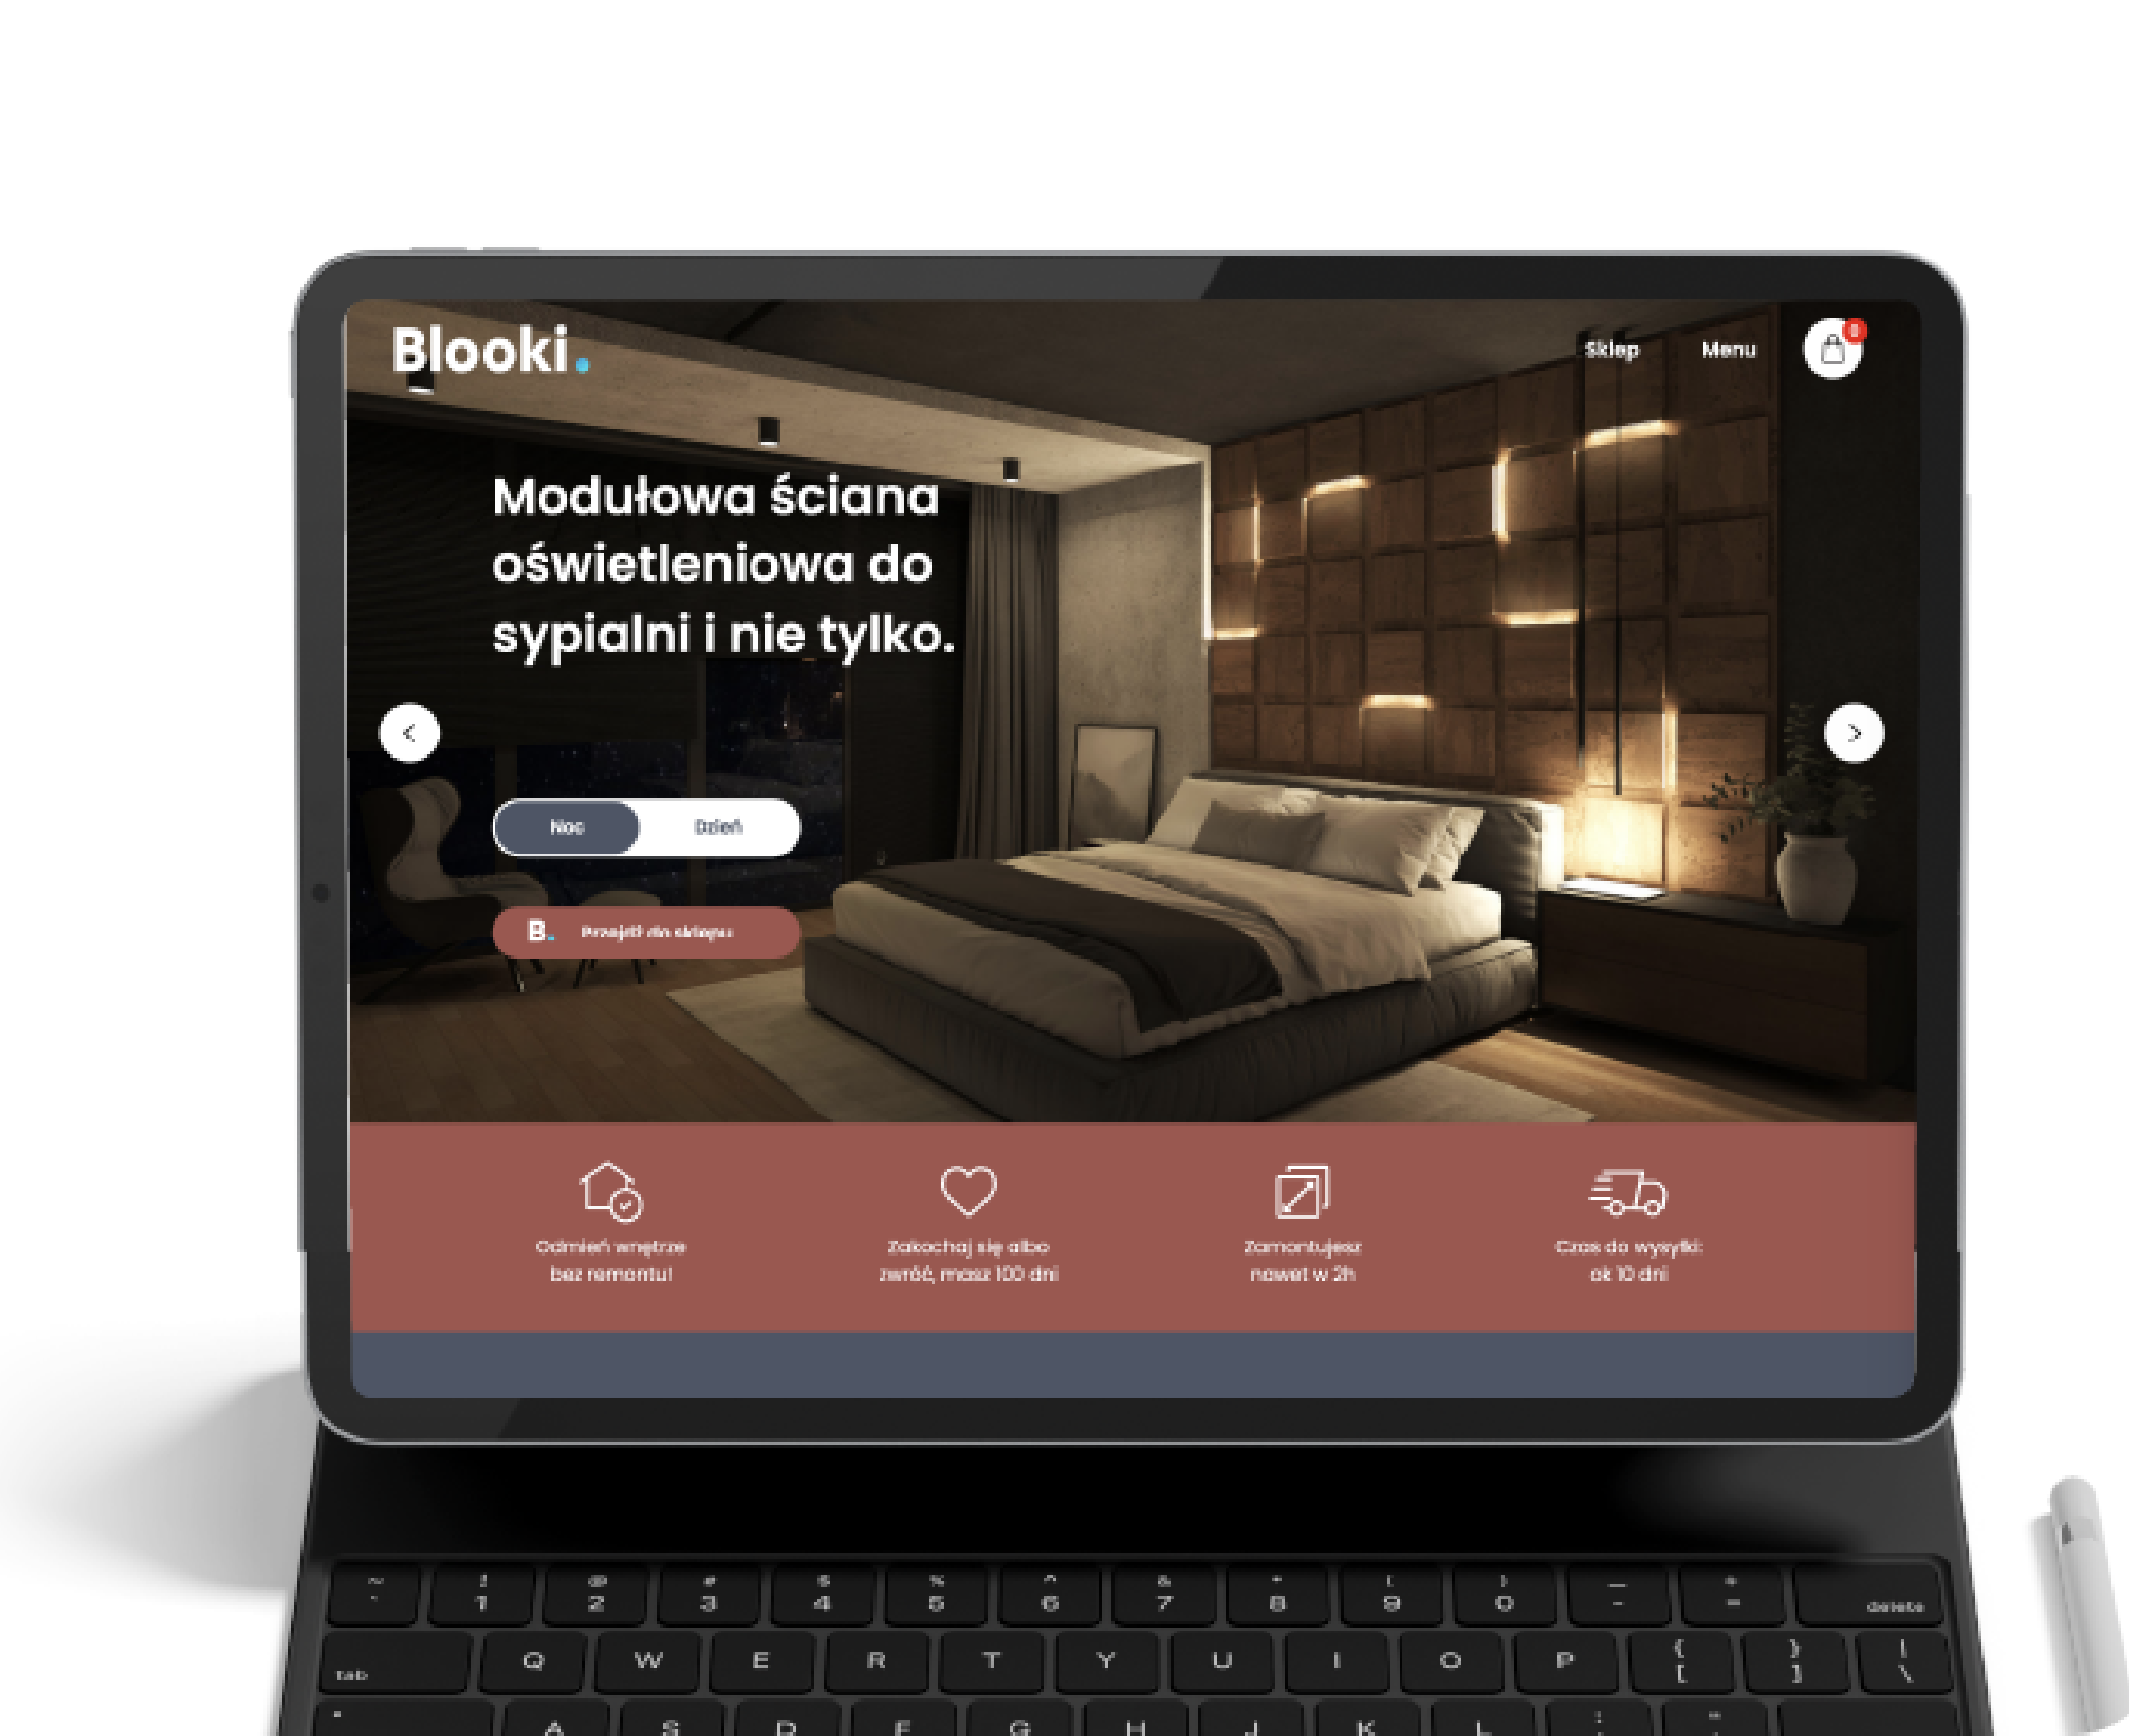 Blooki.
Sklep Menu
0
Modułowa ściana
oświetleniowa do
sypialni i nie tylko.
Noc Dzień
B. Przejdź do sklepu
Odmień wnętrze
bez remontu!
Zakochaj się albo
zwróć, masz 100 dni
Zamontujesz
nawet w 2h
Czas do wysyłki:
ok 10 dni
~ ! @ # $ % ^ & * ( ) — +
` 1 2 3 4 5 6 7 8 9 0 - = delete
tab Q W E R T Y U I O P { [ } ] | \
A S D F G H J K L : "